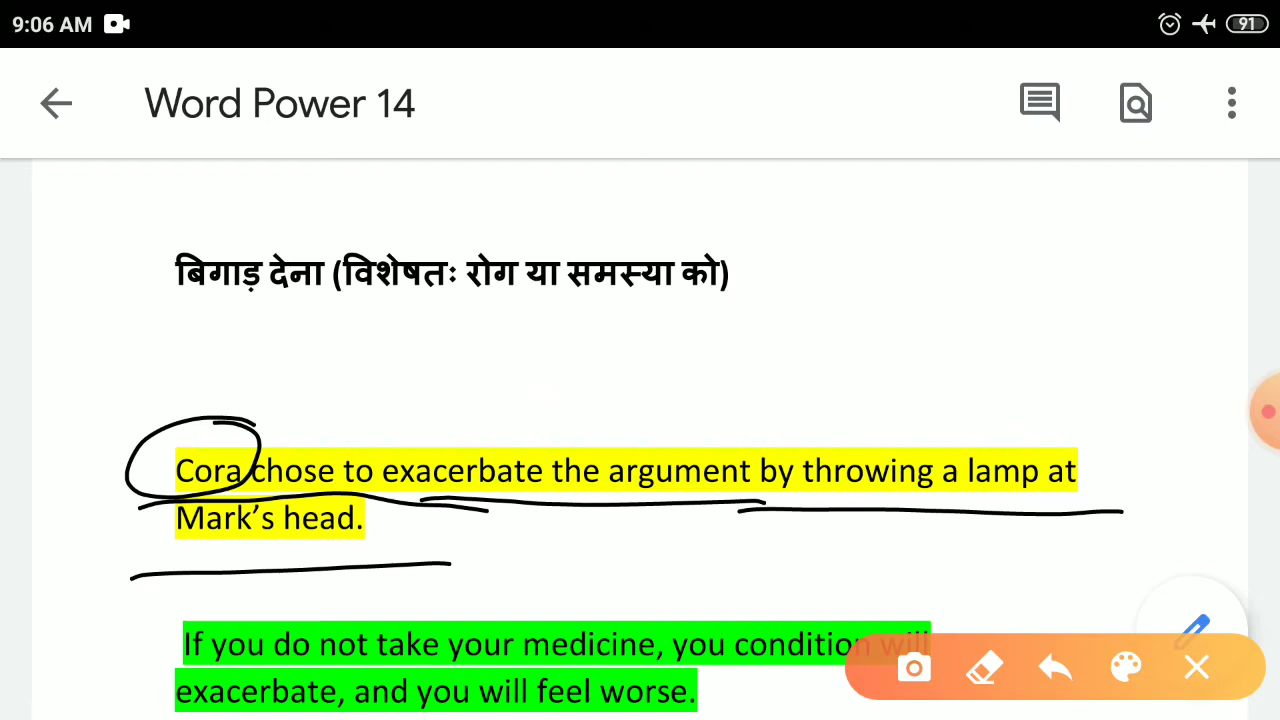 9:06 AM
91
Word Power 14
बिगाड़ देना (विशेषतः रोग या समस्या को)
Cora chose to exacerbate the argument by throwing a lamp at
Mark’s head.
If you do not take your medicine, you condition will
exacerbate, and you will feel worse.